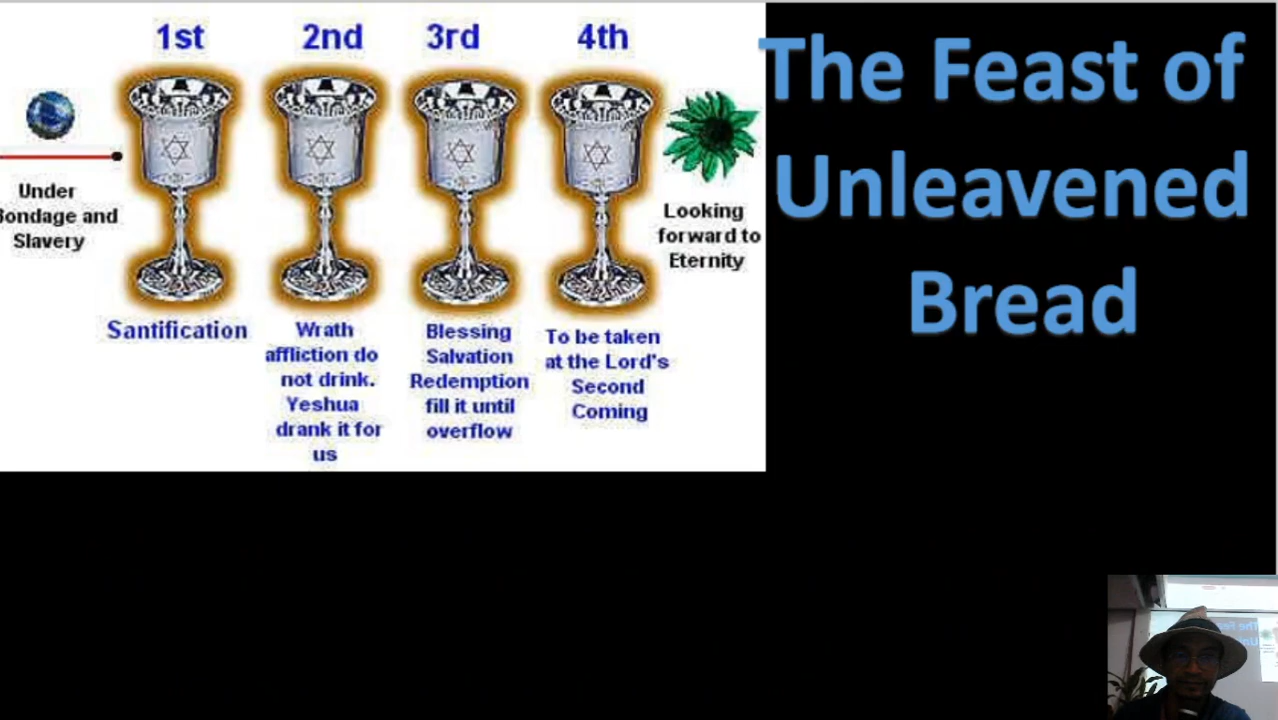 1st 2nd 3rd 4th
The Feast of
Unleavened
Bread
Under
Bondage and
Slavery
Looking
forward to
Eternity
Santification
Wrath
affliction do
not drink.
Yeshua
drank it for
us
Blessing
Salvation
Redemption
fill it until
overflow
To be taken
at the Lord's
Second
Coming